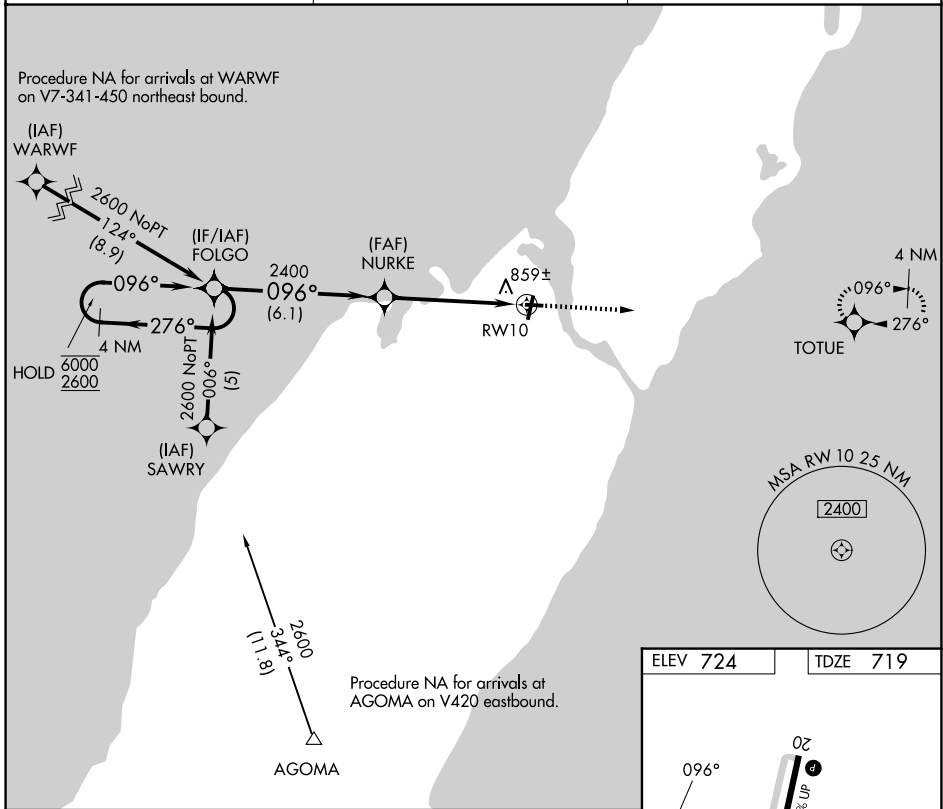 Procedure NA for arrivals at WARWF
on V7-341-450 northeast bound.
(IAF)
WARWF
2600 NoPT
124°
(8.9)
(IF/IAF)
FOLGO
(FAF)
NURKE
2400
096°
(6.1)
859±
RW10
096°
276°
4 NM
HOLD
6000
2600
2600 NoPT
006°
(5)
(IAF)
SAWRY
4 NM
096°
276°
TOTUE
MSA RW 10 25 NM
2400
2600
344°
(11.8)
Procedure NA for arrivals at
AGOMA on V420 eastbound.
AGOMA
ELEV 724
TDZE 719
096°
20
P
% UP